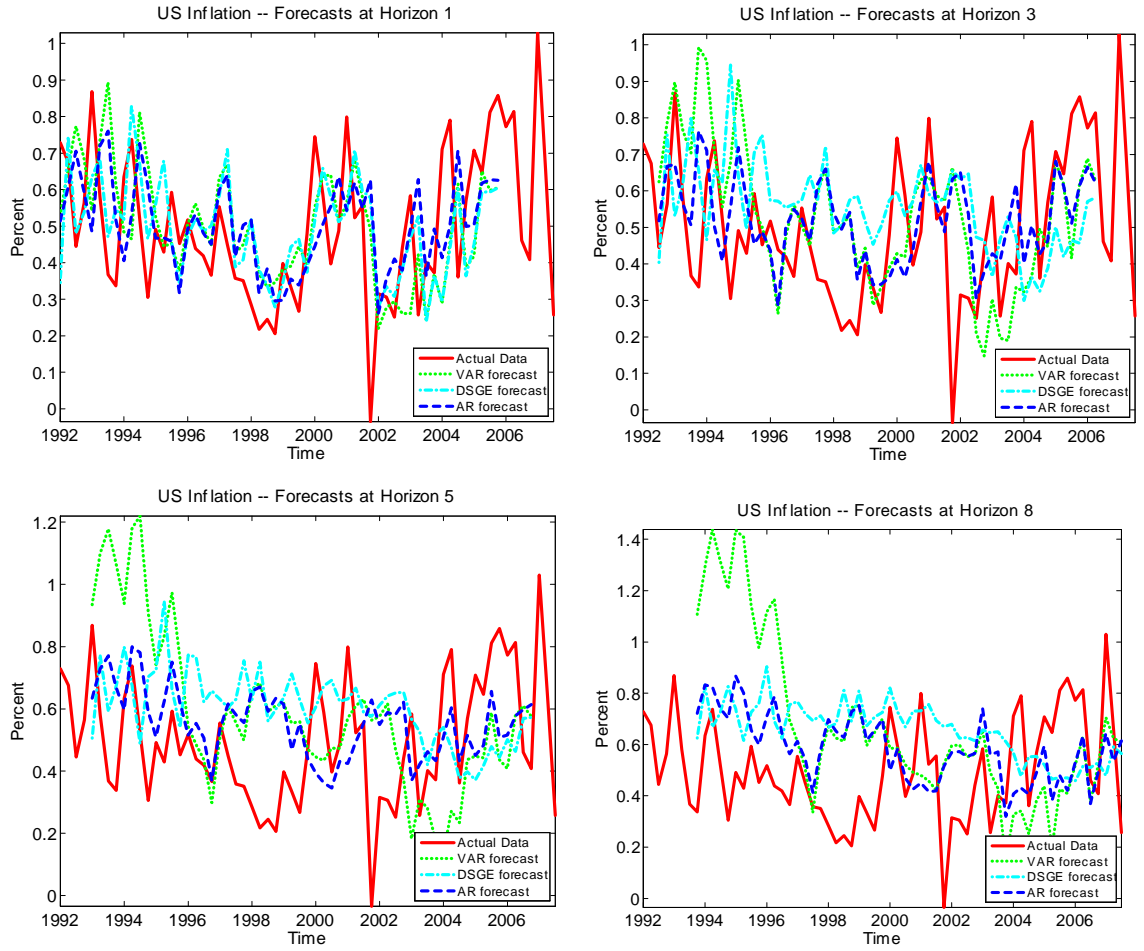 US Inflation -- Forecasts at Horizon 1
Percent
1
0.9
0.8
0.7
0.6
0.5
0.4
0.3
0.2
0.1
0
Actual Data
VAR forecast
DSGE forecast
AR forecast
1992 1994 1996 1998 2000 2002 2004 2006
Time
US Inflation -- Forecasts at Horizon 3
Percent
1
0.9
0.8
0.7
0.6
0.5
0.4
0.3
0.2
0.1
0
Actual Data
VAR forecast
DSGE forecast
AR forecast
1992 1994 1996 1998 2000 2002 2004 2006
Time
US Inflation -- Forecasts at Horizon 5
Percent
1.2
1
0.8
0.6
0.4
0.2
0
Actual Data
VAR forecast
DSGE forecast
AR forecast
1992 1994 1996 1998 2000 2002 2004 2006
Time
US Inflation -- Forecasts at Horizon 8
Percent
1.4
1.2
1
0.8
0.6
0.4
0.2
0
Actual Data
VAR forecast
DSGE forecast
AR forecast
1992 1994 1996 1998 2000 2002 2004 2006
Time